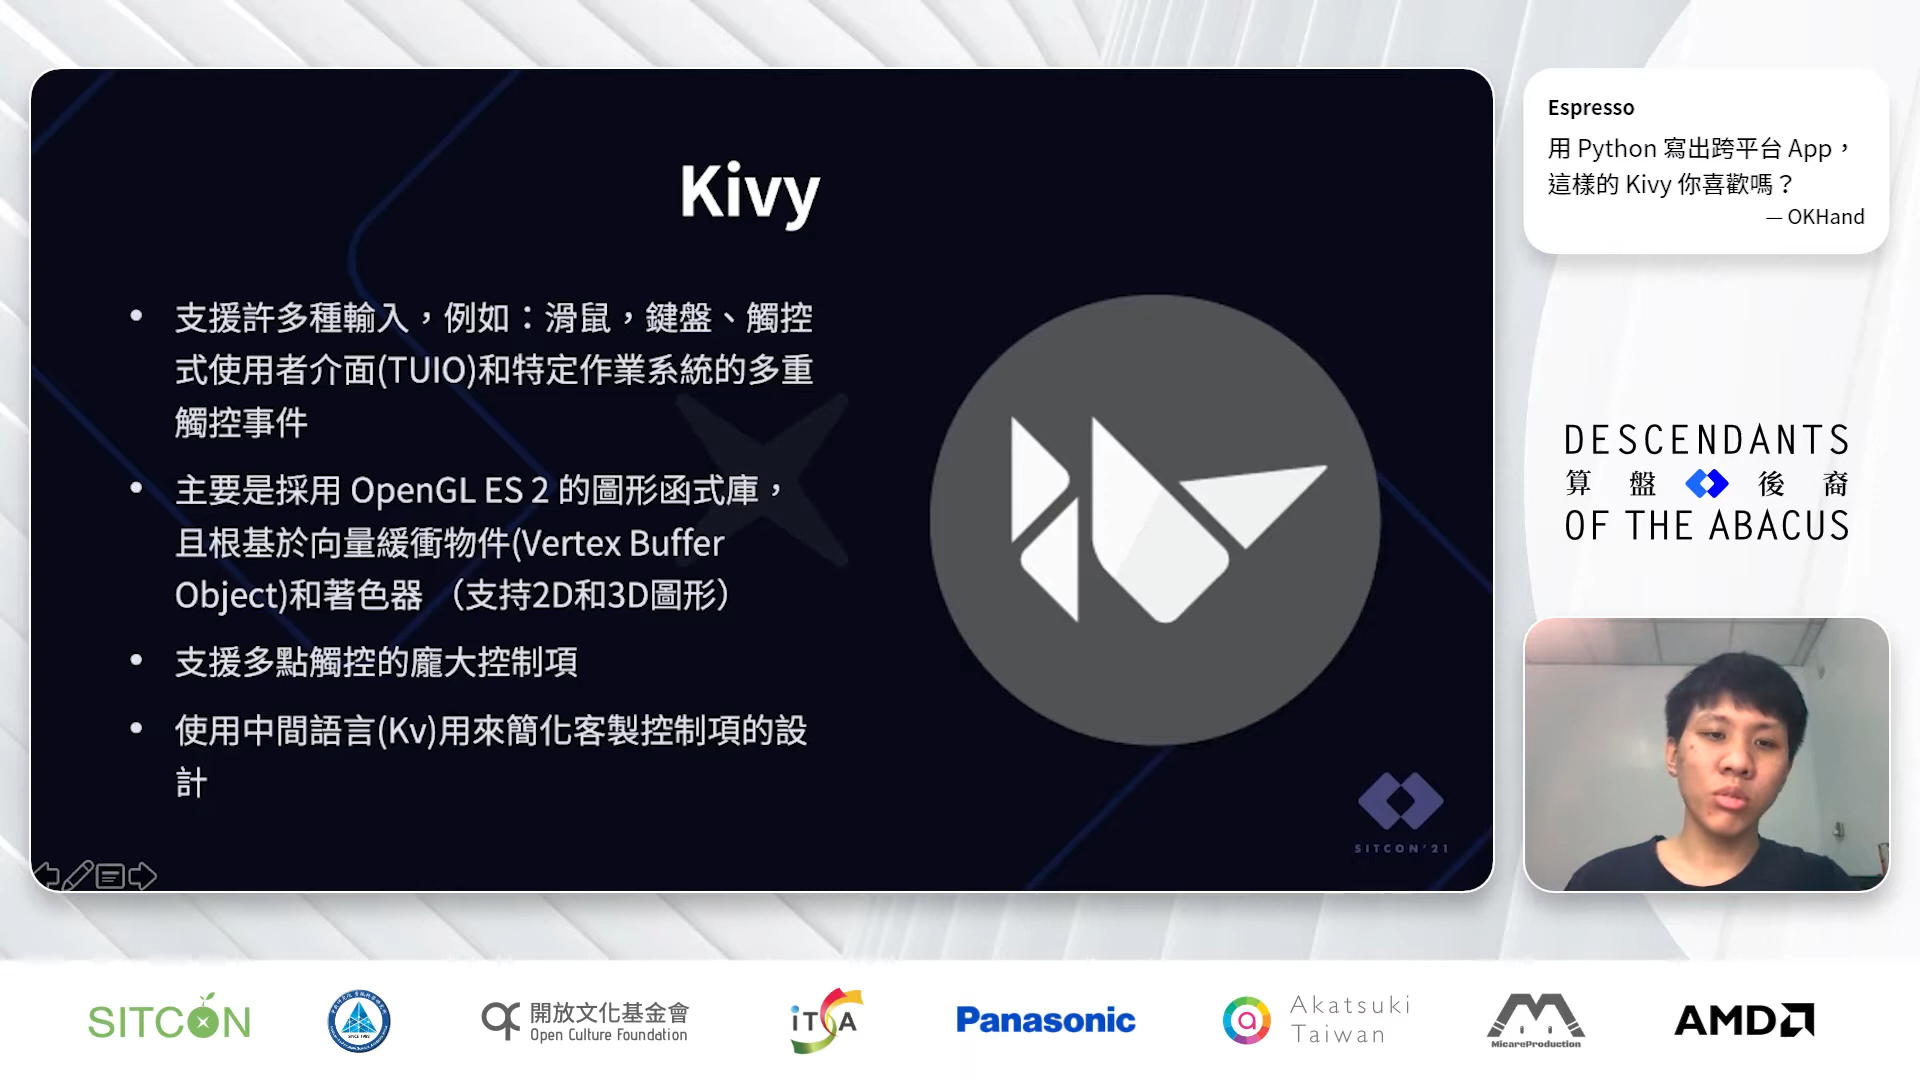 Kivy
• 支援許多種輸入，例如：滑鼠，鍵盤、觸控
式使用者介面(TUIO)和特定作業系統的多重
觸控事件
• 主要是採用 OpenGL ES 2 的圖形函式庫，
且根基於向量緩衝物件(Vertex Buffer
Object)和著色器 （支持2D和3D圖形）
• 支援多點觸控的龐大控制項
• 使用中間語言(Kv)用來簡化客製控制項的設
計
SITCON'21
Espresso
用 Python 寫出跨平台 App，
這樣的 Kivy 你喜歡嗎？
— OKHand
DESCENDANTS
算盤後裔
OF THE ABACUS
SITCON
開放文化基金會
Open Culture Foundation
iTSA
Panasonic
Akatsuki
Taiwan
MicareProduction
AMD